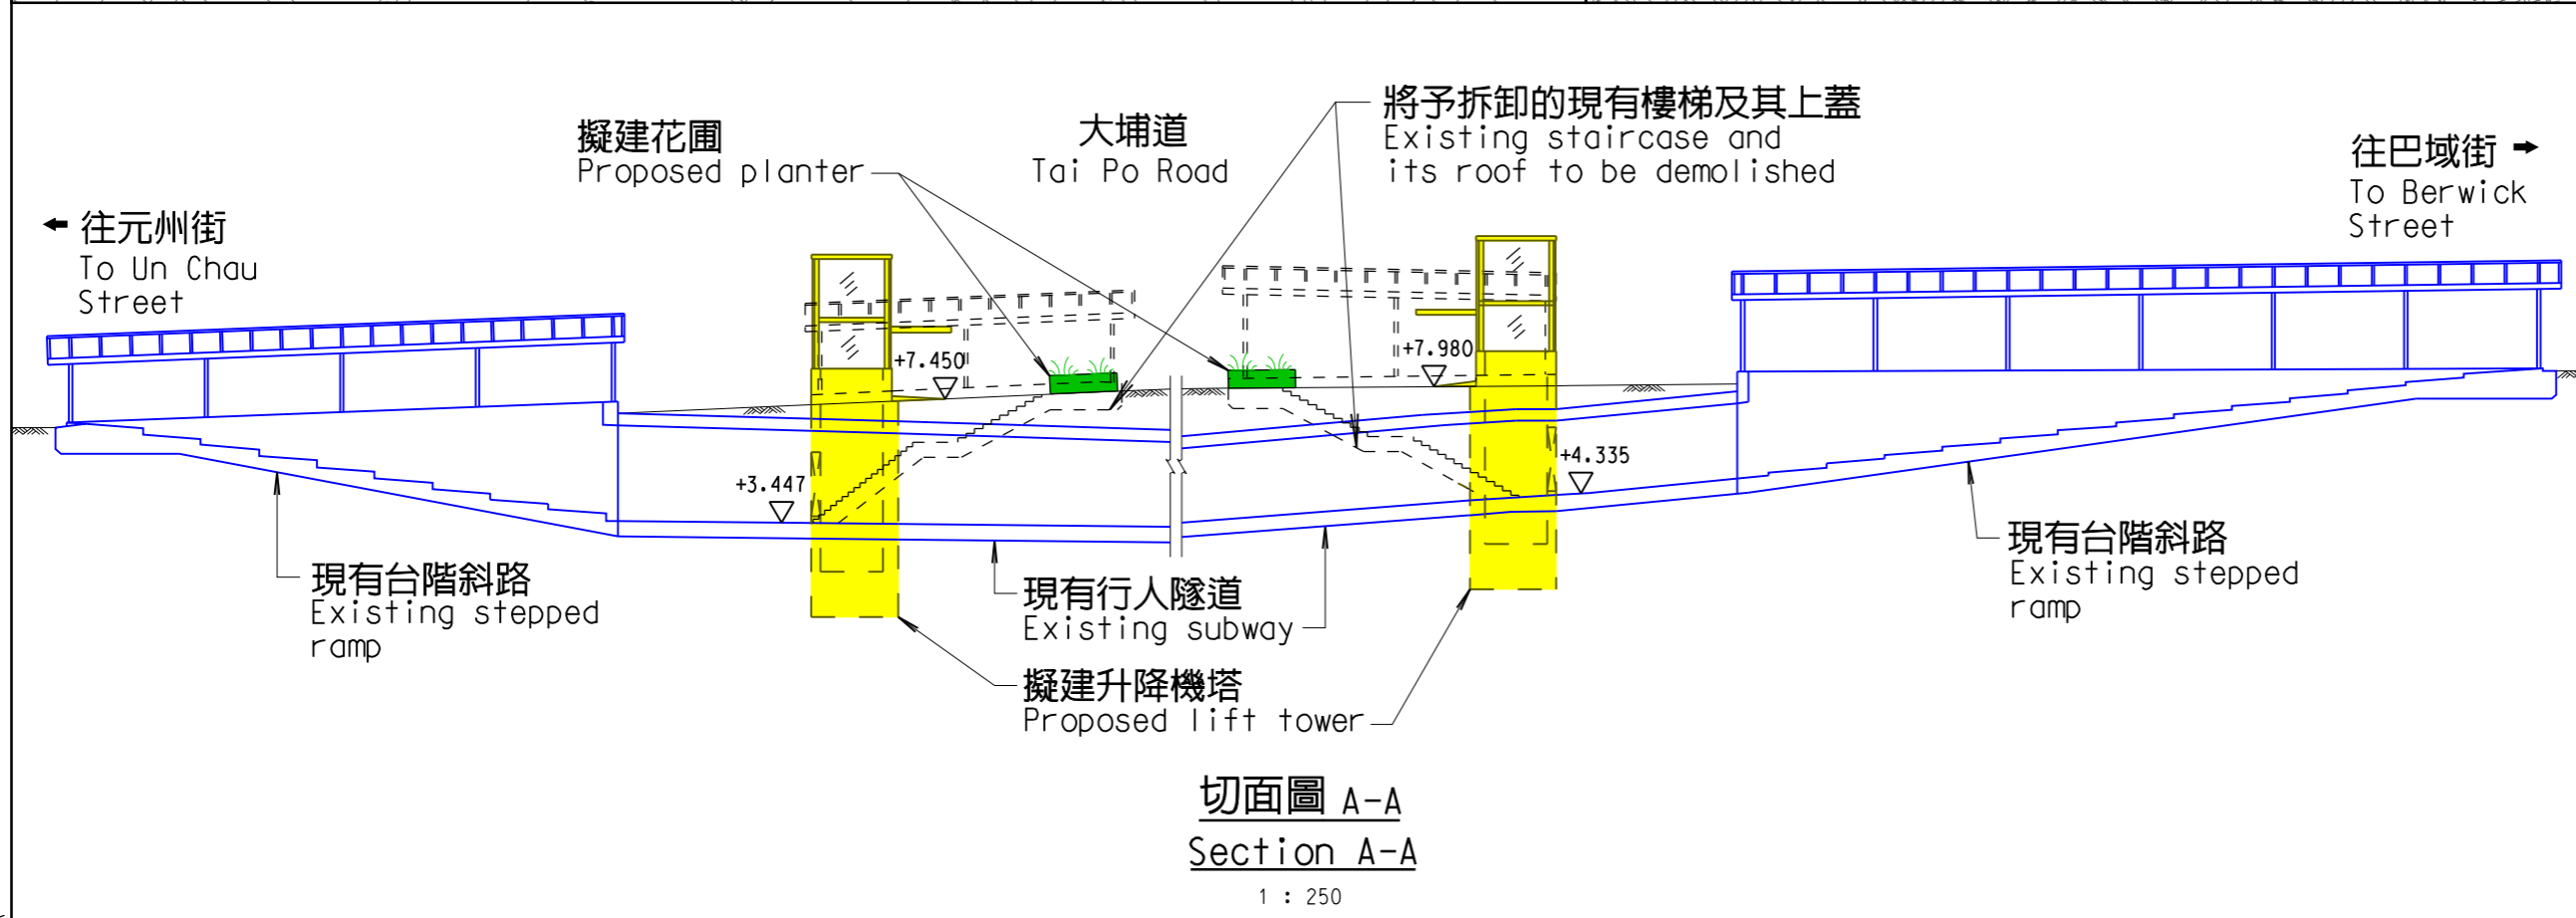 擬建花圃
Proposed planter
大埔道
Tai Po Road
將予拆卸的現有樓梯及其上蓋
Existing staircase and
its roof to be demolished
往巴域街 →
To Berwick
Street
← 往元州街
To Un Chau
Street
+7.450
+7.980
+3.447
+4.335
現有台階斜路
Existing stepped
ramp
現有行人隧道
Existing subway
現有台階斜路
Existing stepped
ramp
擬建升降機塔
Proposed lift tower
切面圖 A-A
Section A-A
1 : 250